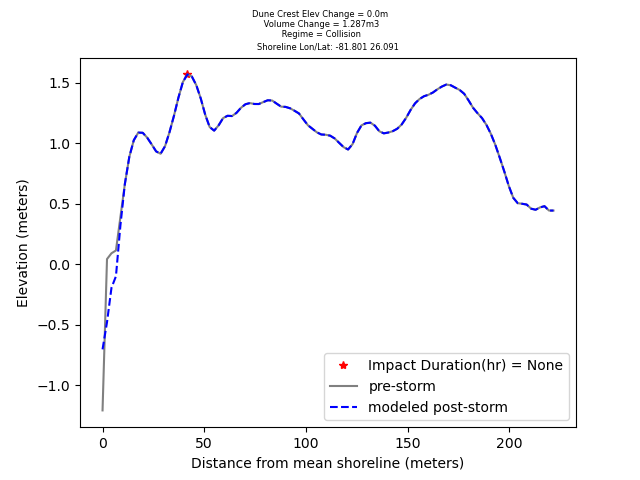 Dune Crest Elev Change = 0.0m
Volume Change = 1.287m3
Regime = Collision
Shoreline Lon/Lat: -81.801 26.091
1.5
1.0
0.5
0.0
−0.5
−1.0
Elevation (meters)
Impact Duration(hr) = None
pre-storm
modeled post-storm
0 50 100 150 200
Distance from mean shoreline (meters)